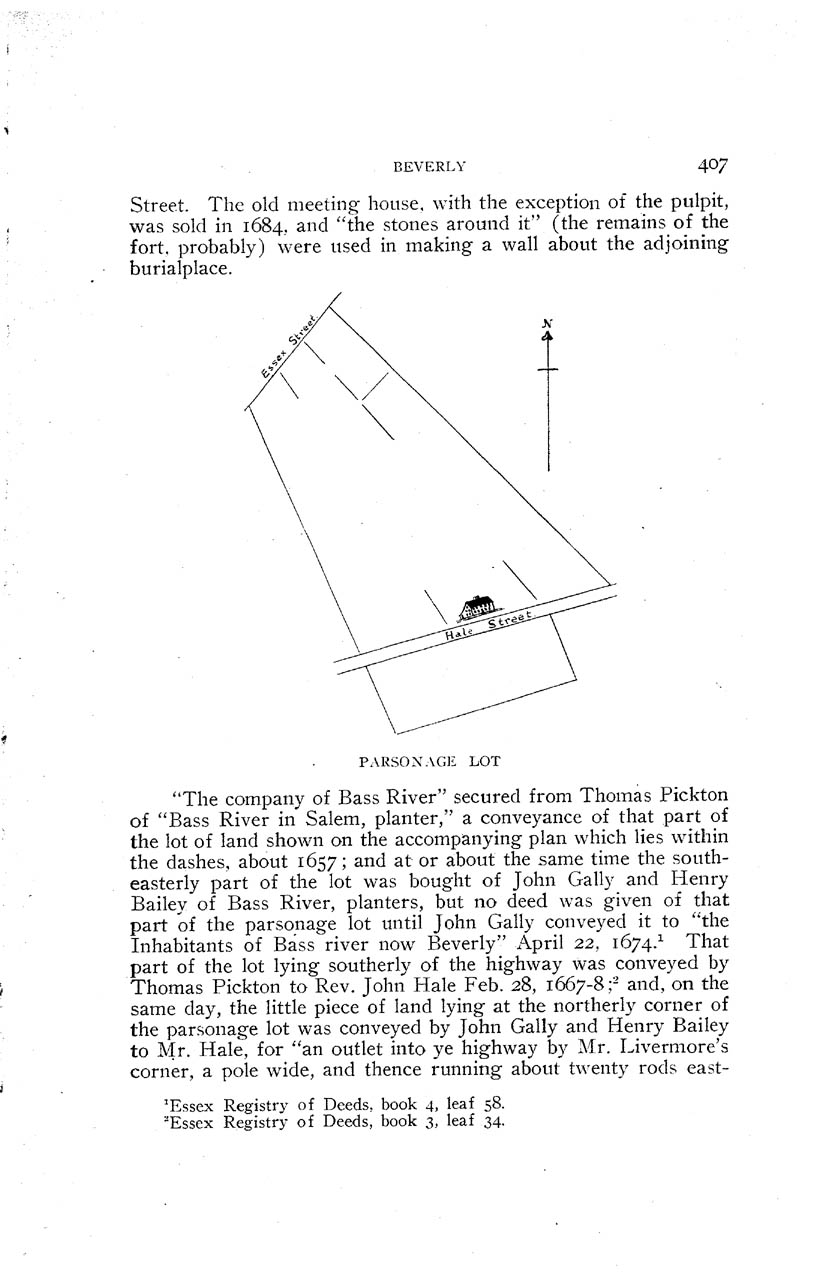 BEVERLY 407
Street. The old meeting house, with the exception of the pulpit,
was sold in 1684, and “the stones around it” (the remains of the
fort, probably) were used in making a wall about the adjoining
burialplace.
N
Essex Street.
Hale Street.
PARSONAGE LOT
“The company of Bass River” secured from Thomas Pickton
of “Bass River in Salem, planter,” a conveyance of that part of
the lot of land shown on the accompanying plan which lies within
the dashes, about 1657; and at or about the same time the south-
easterly part of the lot was bought of John Gally and Henry
Bailey of Bass River, planters, but no deed was given of that
part of the parsonage lot until John Gally conveyed it to “the
Inhabitants of Bass river now Beverly” April 22, 1674.¹ That
part of the lot lying southerly of the highway was conveyed by
Thomas Pickton to Rev. John Hale Feb. 28, 1667-8;² and, on the
same day, the little piece of land lying at the northerly corner of
the parsonage lot was conveyed by John Gally and Henry Bailey
to Mr. Hale, for “an outlet into ye highway by Mr. Livermore’s
corner, a pole wide, and thence running about twenty rods east-
¹Essex Registry of Deeds, book 4, leaf 58.
²Essex Registry of Deeds, book 3, leaf 34.